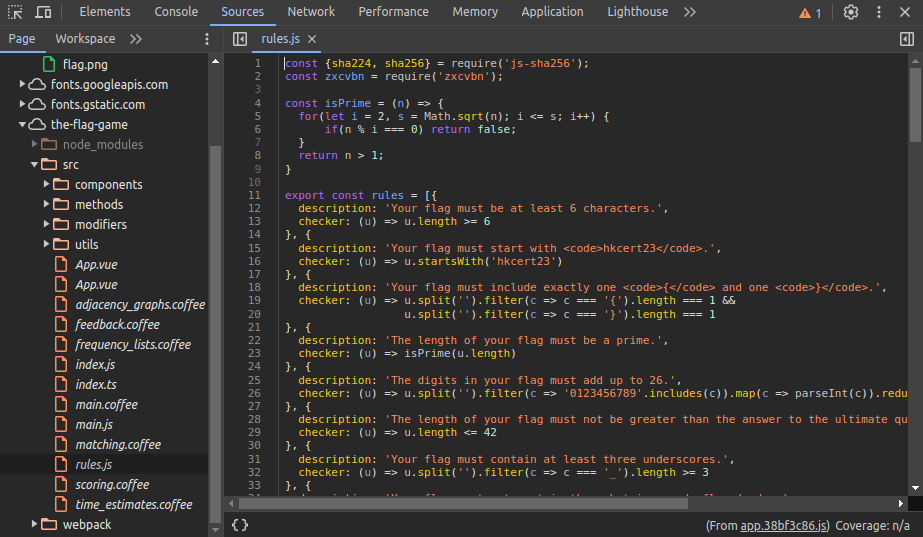 Elements Console Sources Network Performance Memory Application Lighthouse 1
Page Workspace
rules.js
flag.png
fonts.googleapis.com
fonts.gstatic.com
the-flag-game
node_modules
src
components
methods
modifiers
utils
App.vue
App.vue
adjacency_graphs.coffee
feedback.coffee
frequency_lists.coffee
index.js
index.ts
main.coffee
main.js
matching.coffee
rules.js
scoring.coffee
time_estimates.coffee
webpack
1 const {sha224, sha256} = require('js-sha256');
2 const zxcvbn = require('zxcvbn');
3
4 const isPrime = (n) => {
5 for(let i = 2, s = Math.sqrt(n); i <= s; i++) {
6 if(n % i === 0) return false;
7 }
8 return n > 1;
9 }
10
11 export const rules = [{
12 description: 'Your flag must be at least 6 characters.',
13 checker: (u) => u.length >= 6
14 }, {
15 description: 'Your flag must start with <code>hkcert23</code>.',
16 checker: (u) => u.startsWith('hkcert23')
17 }, {
18 description: 'Your flag must include exactly one <code>{</code> and one <code>}</code>.',
19 checker: (u) => u.split('').filter(c => c === '{').length === 1 &&
20 u.split('').filter(c => c === '}').length === 1
21 }, {
22 description: 'The length of your flag must be a prime.',
23 checker: (u) => isPrime(u.length)
24 }, {
25 description: 'The digits in your flag must add up to 26.',
26 checker: (u) => u.split('').filter(c => '0123456789'.includes(c)).map(c => parseInt(c)).redu
27 }, {
28 description: 'The length of your flag must not be greater than the answer to the ultimate qu
29 checker: (u) => u.length <= 42
30 }, {
31 description: 'Your flag must contain at least three underscores.',
32 checker: (u) => u.split('').filter(c => c === '_').length >= 3
33 }, {
{} (From app.38bf3c86.js) Coverage: n/a